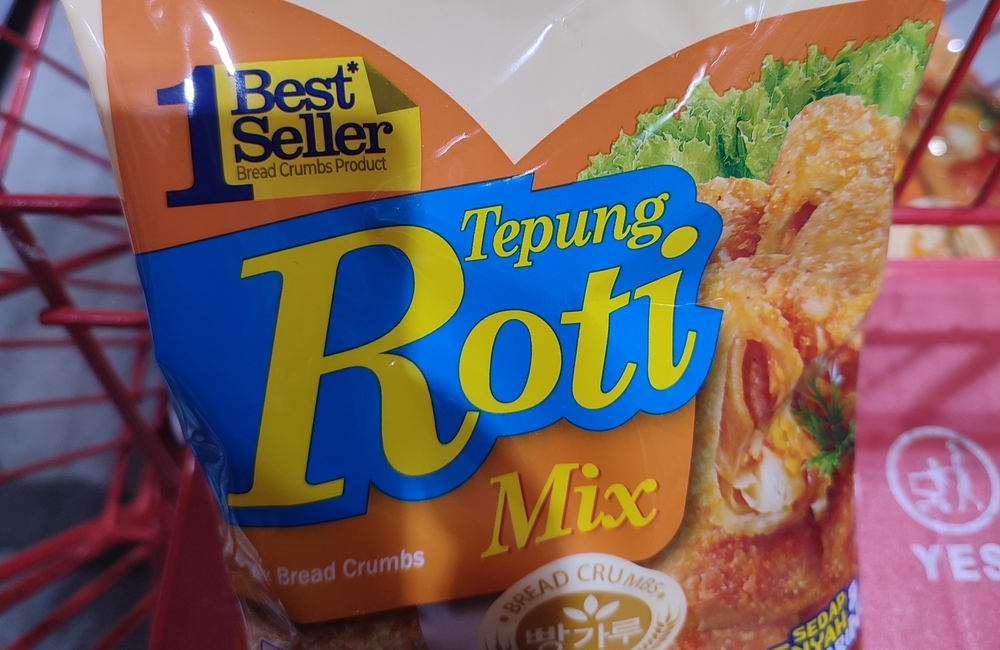 1 Best*
Seller
Bread Crumbs Product
Tepung
Roti
Mix
Bread Crumbs
BREAD CRUMBS
빵가루
SEDAP
YES